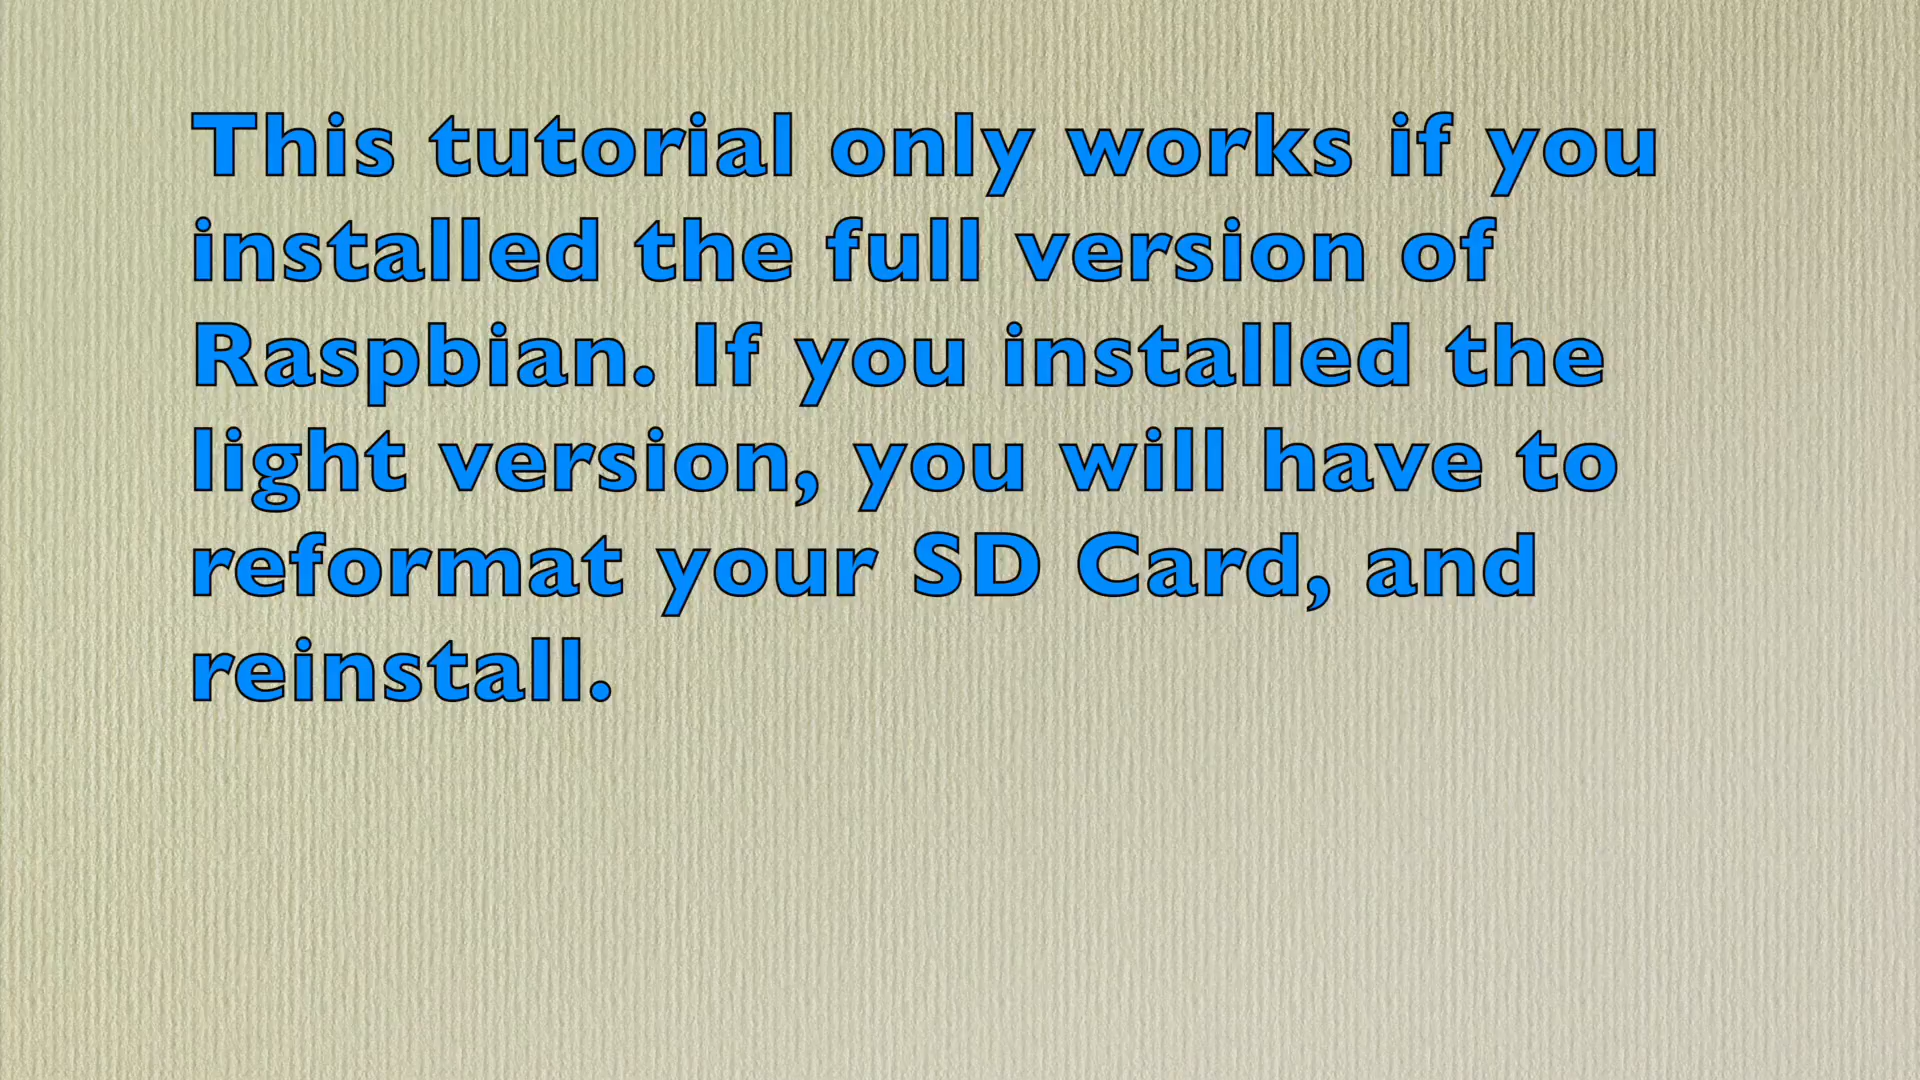 This tutorial only works if you
installed the full version of
Raspbian. If you installed the
light version, you will have to
reformat your SD Card, and
reinstall.